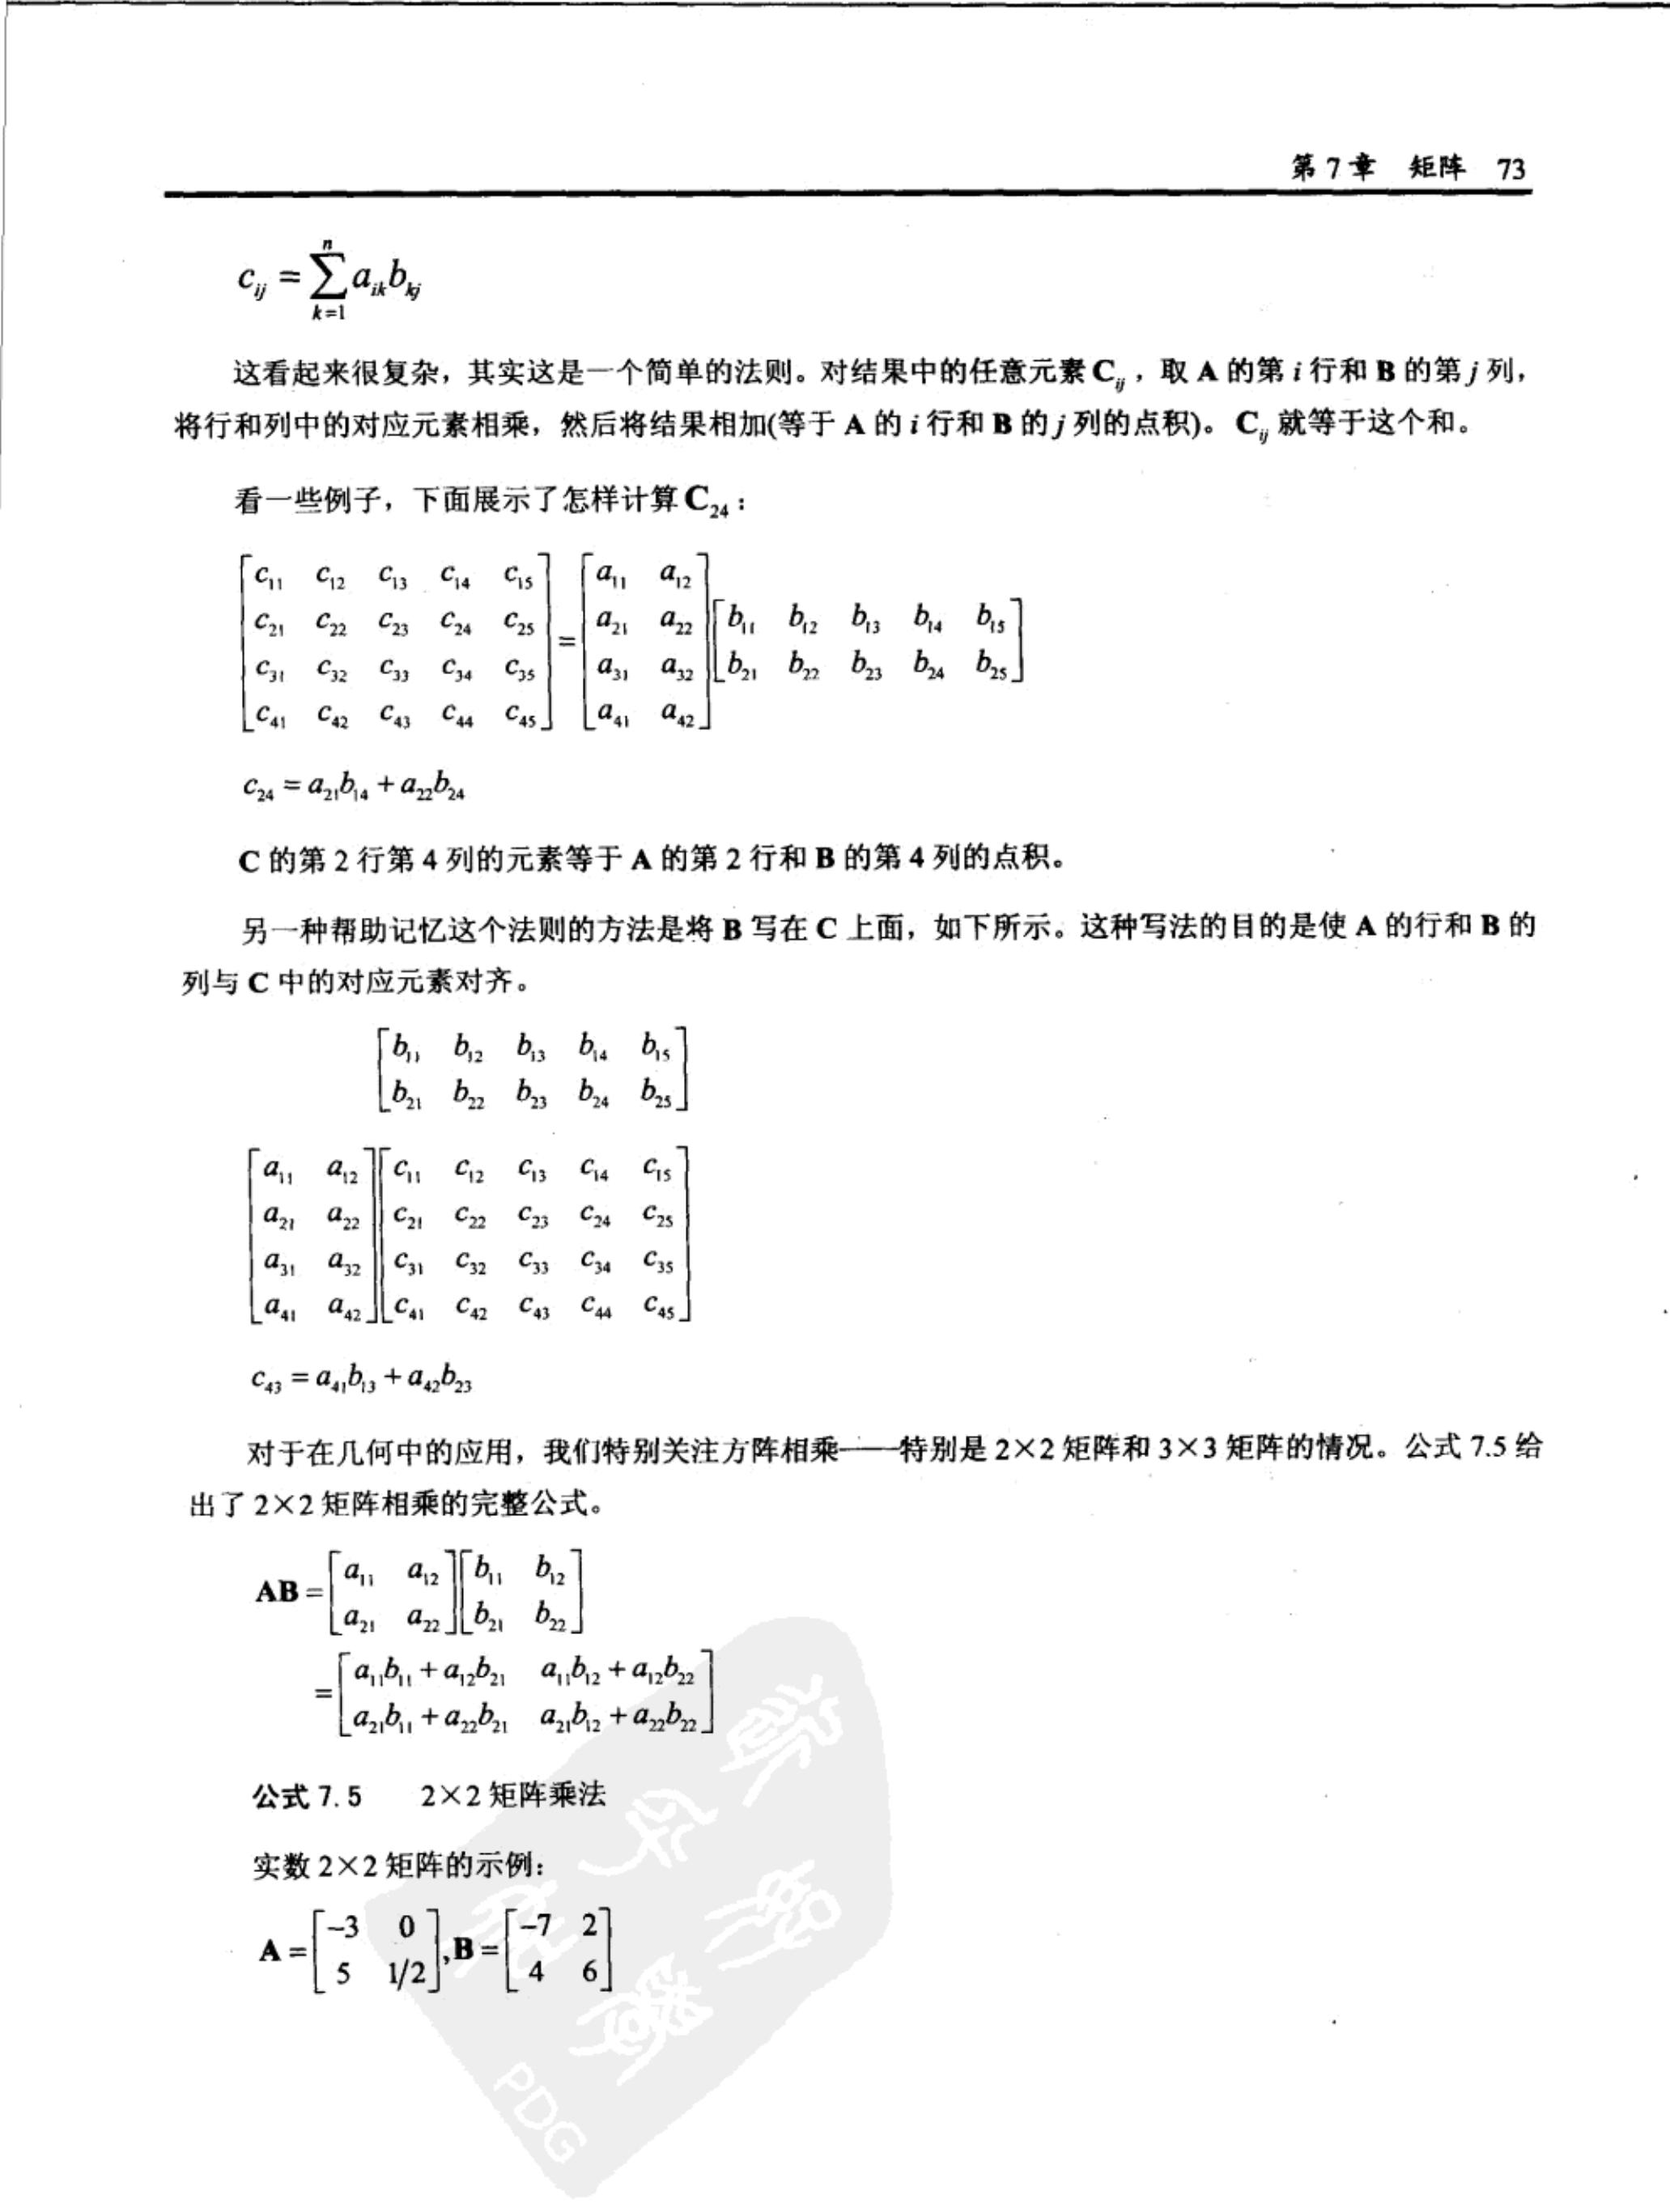 第 7 章 矩阵 73
c_{ij} = \sum_{k=1}^{n} a_{ik} b_{kj}
这看起来很复杂，其实这是一个简单的法则。对结果中的任意元素 C_{ij}，取 A 的第 i 行和 B 的第 j 列，
将行和列中的对应元素相乘，然后将结果相加(等于 A 的 i 行和 B 的 j 列的点积)。C_{ij} 就等于这个和。
看一些例子，下面展示了怎样计算 C_{24}：
\begin{bmatrix} c_{11} & c_{12} & c_{13} & c_{14} & c_{15} \\ c_{21} & c_{22} & c_{23} & c_{24} & c_{25} \\ c_{31} & c_{32} & c_{33} & c_{34} & c_{35} \\ c_{41} & c_{42} & c_{43} & c_{44} & c_{45} \end{bmatrix} = \begin{bmatrix} a_{11} & a_{12} \\ a_{21} & a_{22} \\ a_{31} & a_{32} \\ a_{41} & a_{42} \end{bmatrix} \begin{bmatrix} b_{11} & b_{12} & b_{13} & b_{14} & b_{15} \\ b_{21} & b_{22} & b_{23} & b_{24} & b_{25} \end{bmatrix}
c_{24} = a_{21}b_{14} + a_{22}b_{24}
C 的第 2 行第 4 列的元素等于 A 的第 2 行和 B 的第 4 列的点积。
另一种帮助记忆这个法则的方法是将 B 写在 C 上面，如下所示。这种写法的目的是使 A 的行和 B 的
列与 C 中的对应元素对齐。
\begin{bmatrix} b_{11} & b_{12} & b_{13} & b_{14} & b_{15} \\ b_{21} & b_{22} & b_{23} & b_{24} & b_{25} \end{bmatrix}
\begin{bmatrix} a_{11} & a_{12} \\ a_{21} & a_{22} \\ a_{31} & a_{32} \\ a_{41} & a_{42} \end{bmatrix} \begin{bmatrix} c_{11} & c_{12} & c_{13} & c_{14} & c_{15} \\ c_{21} & c_{22} & c_{23} & c_{24} & c_{25} \\ c_{31} & c_{32} & c_{33} & c_{34} & c_{35} \\ c_{41} & c_{42} & c_{43} & c_{44} & c_{45} \end{bmatrix}
c_{43} = a_{41}b_{13} + a_{42}b_{23}
对于在几何中的应用，我们特别关注方阵相乘——特别是 2×2 矩阵和 3×3 矩阵的情况。公式 7.5 给
出了 2×2 矩阵相乘的完整公式。
AB = \begin{bmatrix} a_{11} & a_{12} \\ a_{21} & a_{22} \end{bmatrix} \begin{bmatrix} b_{11} & b_{12} \\ b_{21} & b_{22} \end{bmatrix}
= \begin{bmatrix} a_{11}b_{11} + a_{12}b_{21} & a_{11}b_{12} + a_{12}b_{22} \\ a_{21}b_{11} + a_{22}b_{21} & a_{21}b_{12} + a_{22}b_{22} \end{bmatrix}
公式 7.5 2×2 矩阵乘法
实数 2×2 矩阵的示例：
A = \begin{bmatrix} -3 & 0 \\ 5 & 1/2 \end{bmatrix}, B = \begin{bmatrix} -7 & 2 \\ 4 & 6 \end{bmatrix}
PDG